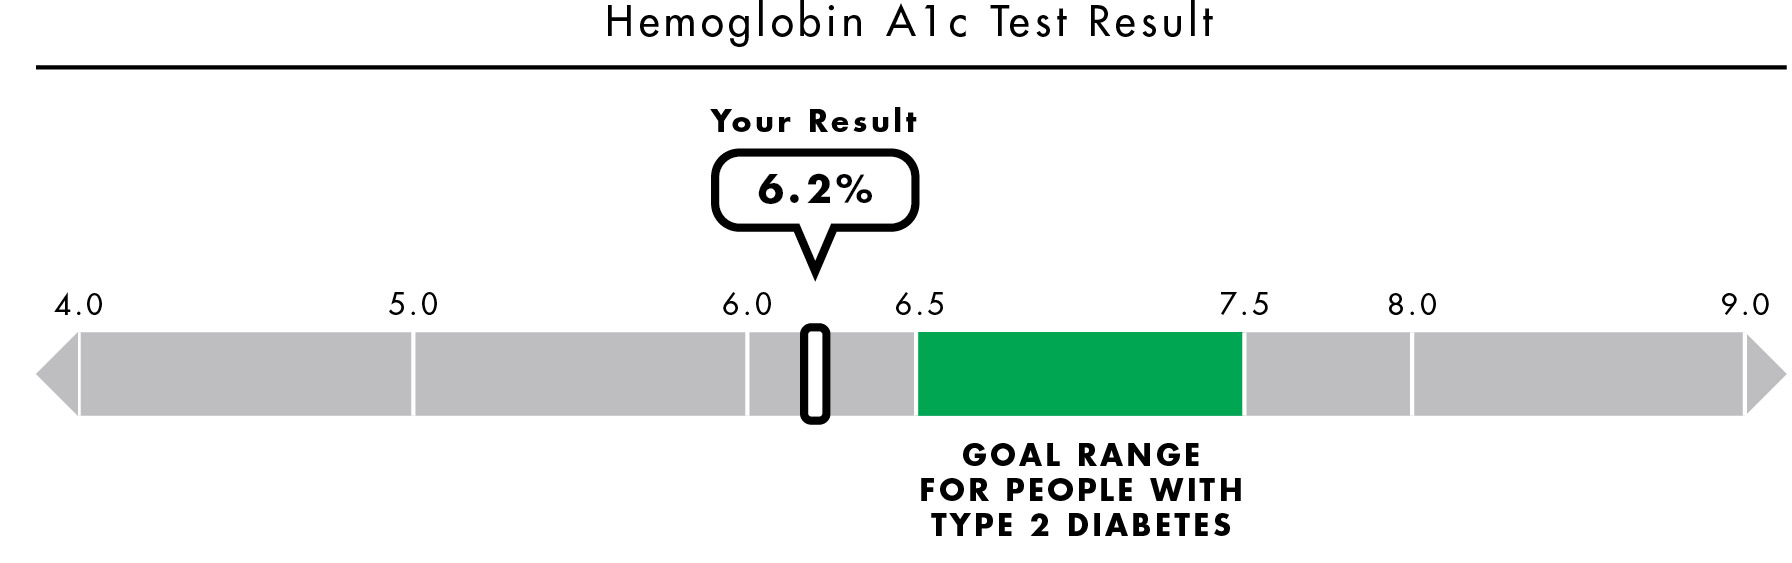 Hemoglobin A1c Test Result
Your Result
6.2%
4.0 5.0 6.0 6.5 7.5 8.0 9.0
GOAL RANGE
FOR PEOPLE WITH
TYPE 2 DIABETES